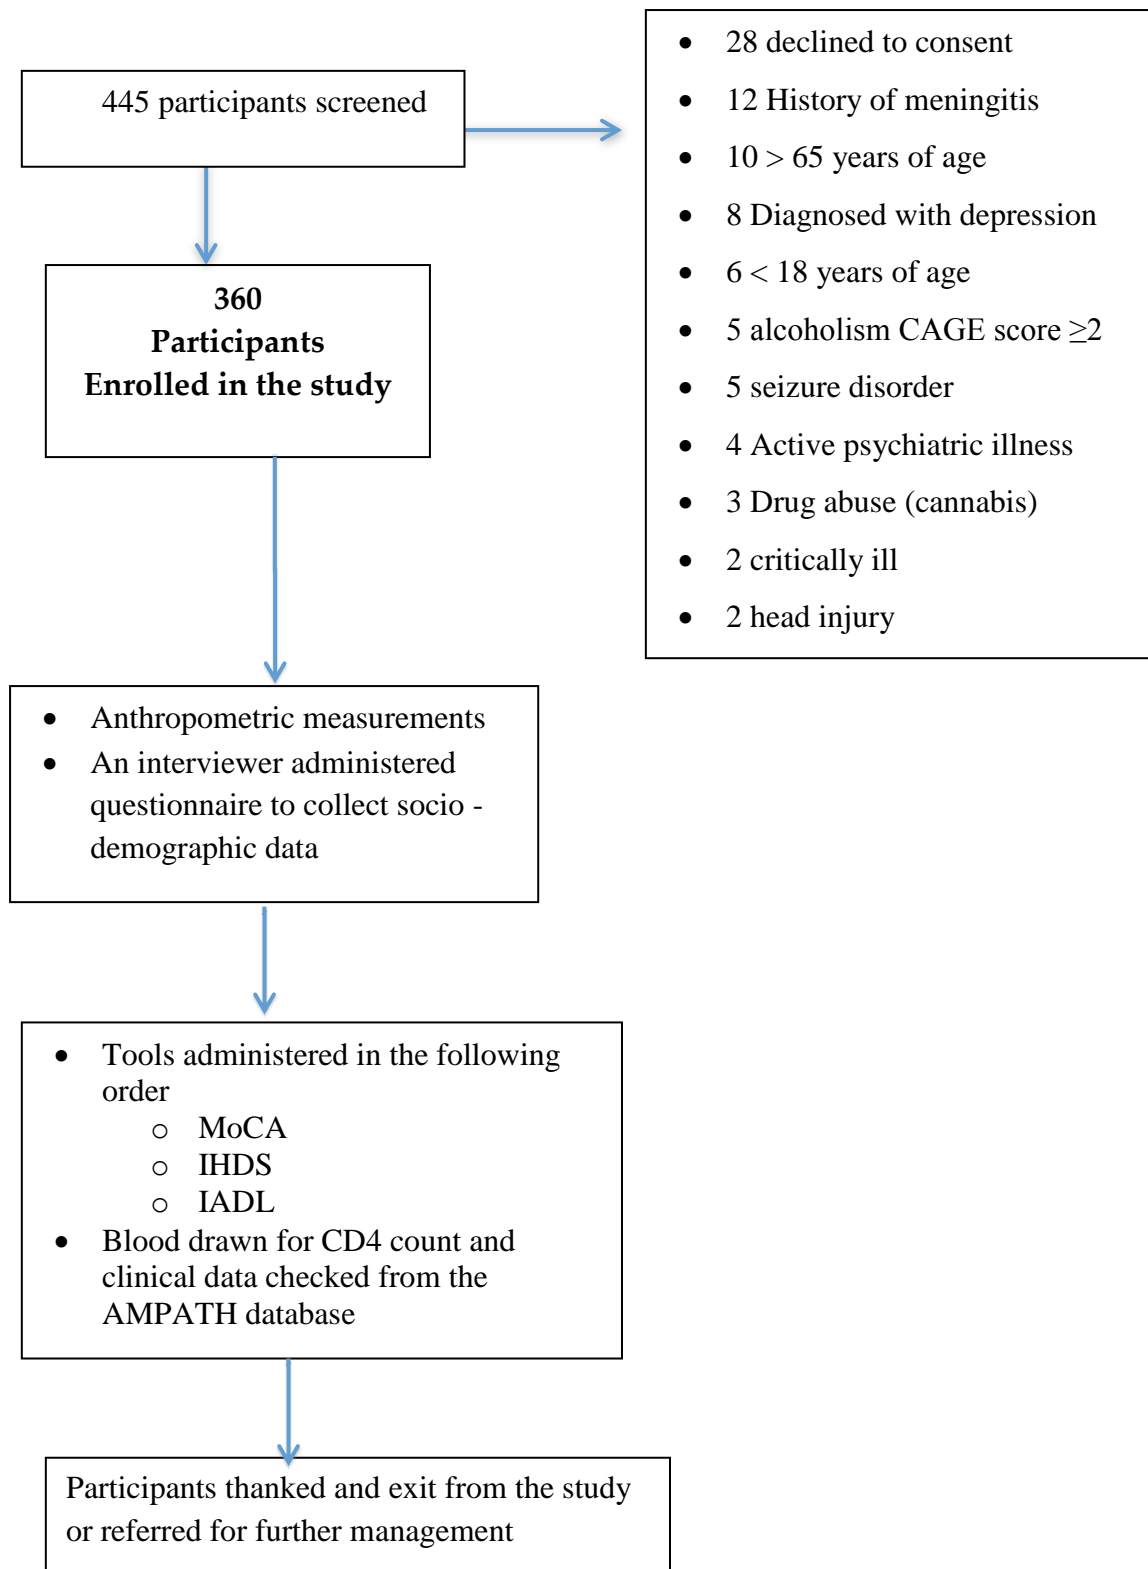 445 participants screened
• 28 declined to consent
• 12 History of meningitis
• 10 > 65 years of age
• 8 Diagnosed with depression
• 6 < 18 years of age
• 5 alcoholism CAGE score ≥2
• 5 seizure disorder
• 4 Active psychiatric illness
• 3 Drug abuse (cannabis)
• 2 critically ill
• 2 head injury
360
Participants
Enrolled in the study
• Anthropometric measurements
• An interviewer administered
questionnaire to collect socio -
demographic data
• Tools administered in the following
order
o MoCA
o IHDS
o IADL
• Blood drawn for CD4 count and
clinical data checked from the
AMPATH database
Participants thanked and exit from the study
or referred for further management